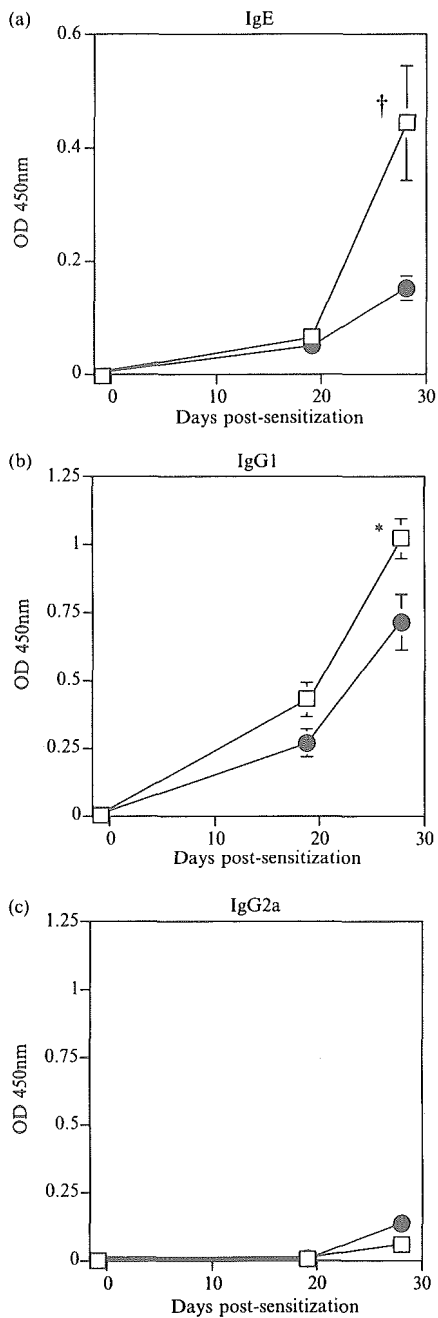 (a)
IgE
0.6
0.4
0.2
0
OD 450nm
†
0 10 20 30
Days post-sensitization
(b)
IgG1
1.25
1
0.75
0.5
0.25
0
OD 450nm
*
0 10 20 30
Days post-sensitization
(c)
IgG2a
1.25
1
0.75
0.5
0.25
0
OD 450nm
0 10 20 30
Days post-sensitization